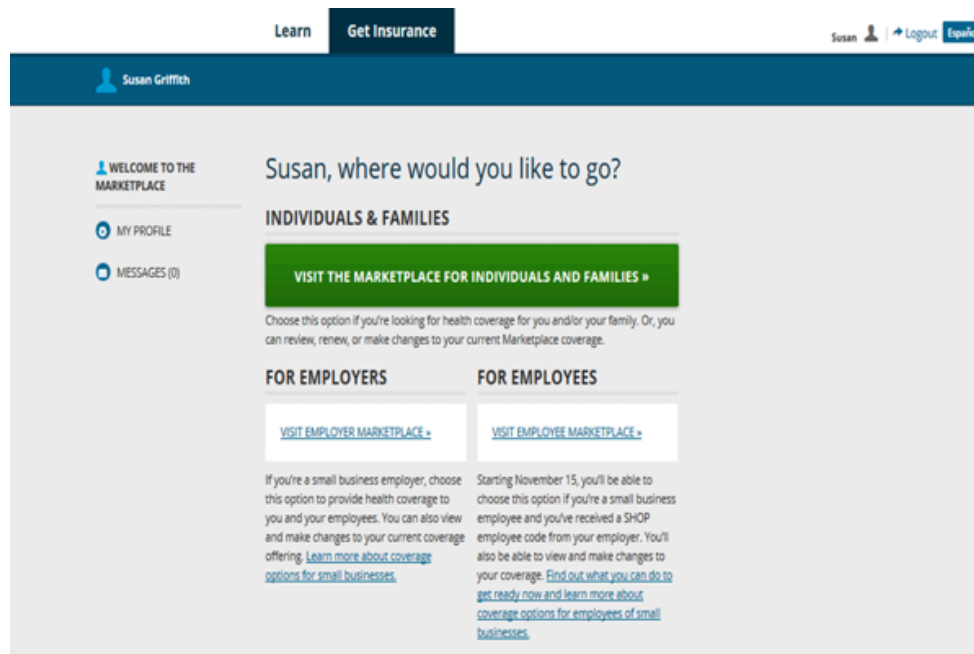 Learn
Get Insurance
Susan
Logout
Susan Griffith
WELCOME TO THE
MARKETPLACE
MY PROFILE
MESSAGES (0)
Susan, where would you like to go?
INDIVIDUALS & FAMILIES
VISIT THE MARKETPLACE FOR INDIVIDUALS AND FAMILIES »
Choose this option if you're looking for health coverage for you and/or your family. Or, you
can review, renew, or make changes to your current Marketplace coverage.
FOR EMPLOYERS
VISIT EMPLOYER MARKETPLACE »
If you're a small business employer, choose
this option to provide health coverage to
you and your employees. You can also view
and make changes to your current coverage
offering. Learn more about coverage
options for small businesses.
FOR EMPLOYEES
VISIT EMPLOYEE MARKETPLACE »
Starting November 15, you'll be able to
choose this option if you're a small business
employee and you've received a SHOP
employee code from your employer. You'll
also be able to view and make changes to
your coverage. Find out what you can do to
get ready now and learn more about
coverage options for employees of small
businesses.